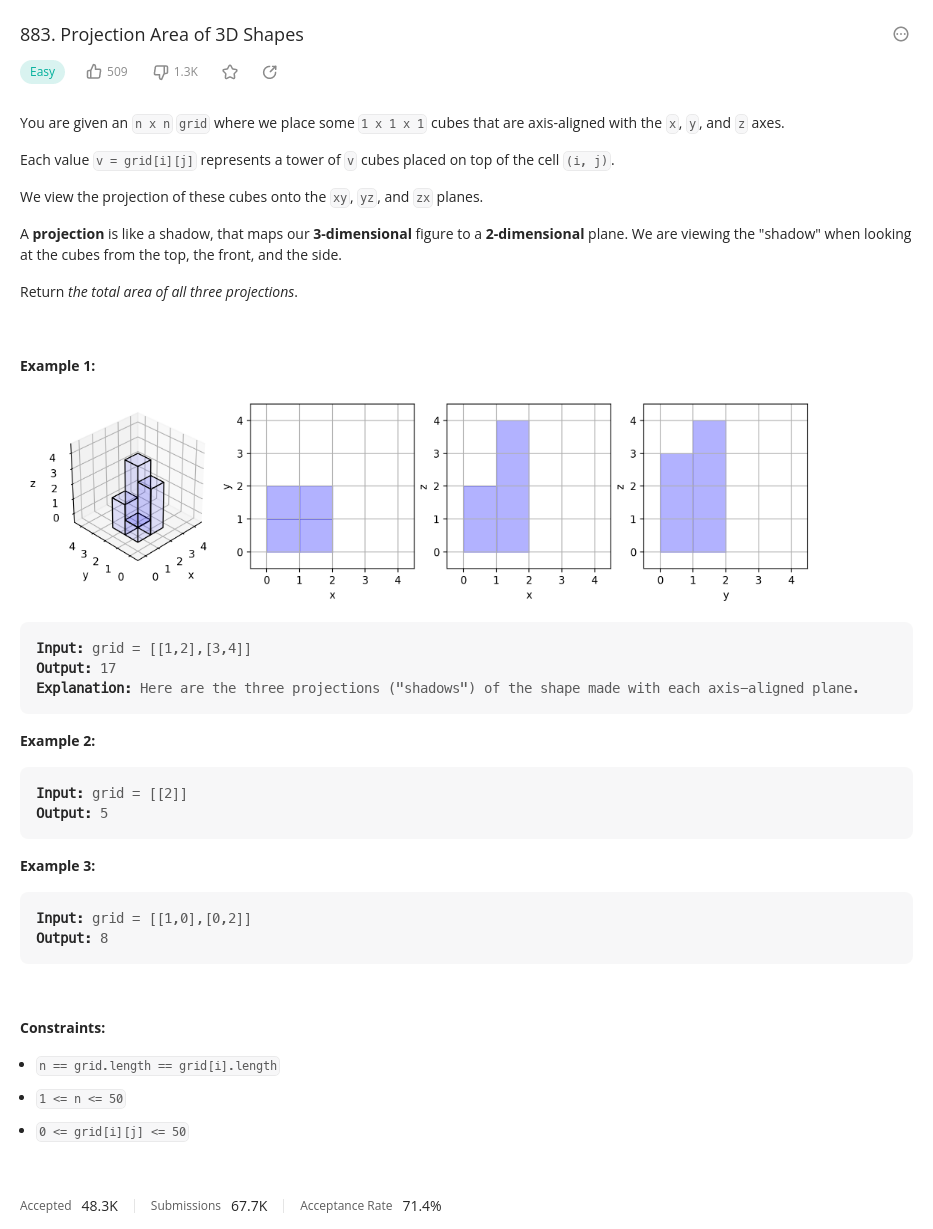 883. Projection Area of 3D Shapes
Easy 509 1.3K
You are given an n x n grid where we place some 1 x 1 x 1 cubes that are axis-aligned with the x, y, and z axes.
Each value v = grid[i][j] represents a tower of v cubes placed on top of the cell (i, j).
We view the projection of these cubes onto the xy, yz, and zx planes.
A projection is like a shadow, that maps our 3-dimensional figure to a 2-dimensional plane. We are viewing the "shadow" when looking
at the cubes from the top, the front, and the side.
Return the total area of all three projections.
Example 1:
z
4
3
2
1
0
4
3
2
1
0
y
0
1
2
3
4
x
4
3
2
1
0
y
0 1 2 3 4
x
4
3
2
1
0
z
0 1 2 3 4
x
4
3
2
1
0
z
0 1 2 3 4
y
Input: grid = [[1,2],[3,4]]
Output: 17
Explanation: Here are the three projections ("shadows") of the shape made with each axis-aligned plane.
Example 2:
Input: grid = [[2]]
Output: 5
Example 3:
Input: grid = [[1,0],[0,2]]
Output: 8
Constraints:
n == grid.length == grid[i].length
1 <= n <= 50
0 <= grid[i][j] <= 50
Accepted 48.3K Submissions 67.7K Acceptance Rate 71.4%